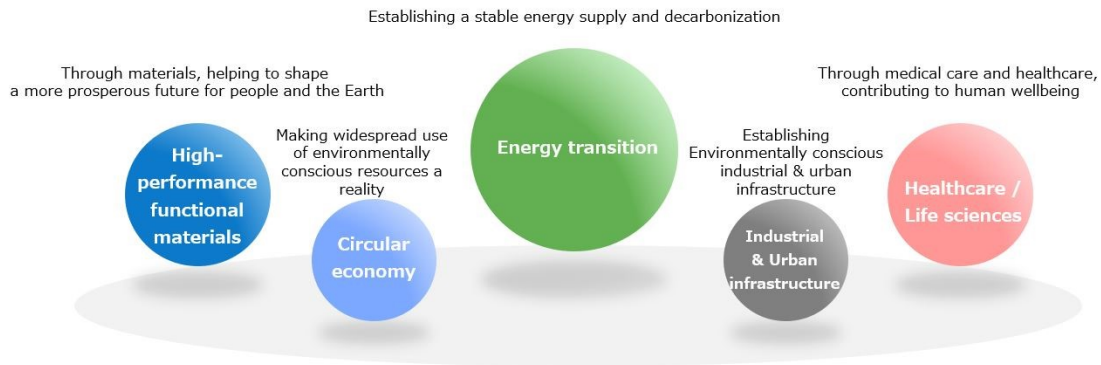 Establishing a stable energy supply and decarbonization
Through materials, helping to shape
a more prosperous future for people and the Earth
High-
performance
functional
materials
Making widespread use
of environmentally
conscious resources a
reality
Circular
economy
Energy transition
Establishing
Environmentally conscious
industrial & urban
infrastructure
Industrial
& Urban
infrastructure
Through medical care and healthcare,
contributing to human wellbeing
Healthcare /
Life sciences